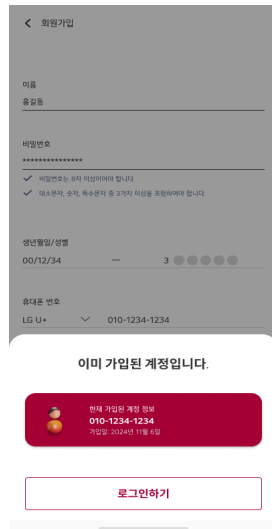 회원가입
이름
홍길동
비밀번호
***************
비밀번호는 8자 이상이어야 합니다.
대소문자, 숫자, 특수문자 중 3가지 이상을 포함하여야 합니다.
생년월일/성별
00/12/34 — 3
휴대폰 번호
LG U+ 010-1234-1234
이미 가입된 계정입니다.
현재 가입된 계정 정보
010-1234-1234
가입일: 2024년 11월 6일
로그인하기